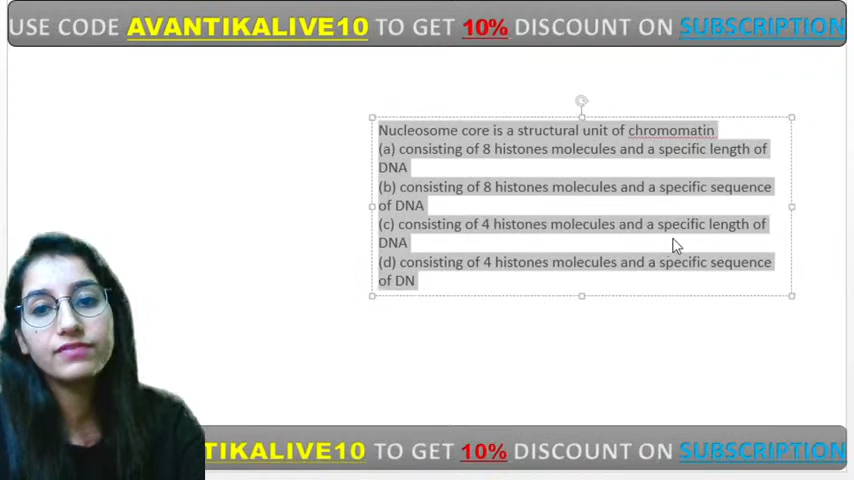 USE CODE AVANTIKALIVE10 TO GET 10% DISCOUNT ON SUBSCRIPTION
Nucleosome core is a structural unit of chromomatin
(a) consisting of 8 histones molecules and a specific length of
DNA
(b) consisting of 8 histones molecules and a specific sequence
of DNA
(c) consisting of 4 histones molecules and a specific length of
DNA
(d) consisting of 4 histones molecules and a specific sequence
of DN
TIKALIVE10 TO GET 10% DISCOUNT ON SUBSCRIPTION